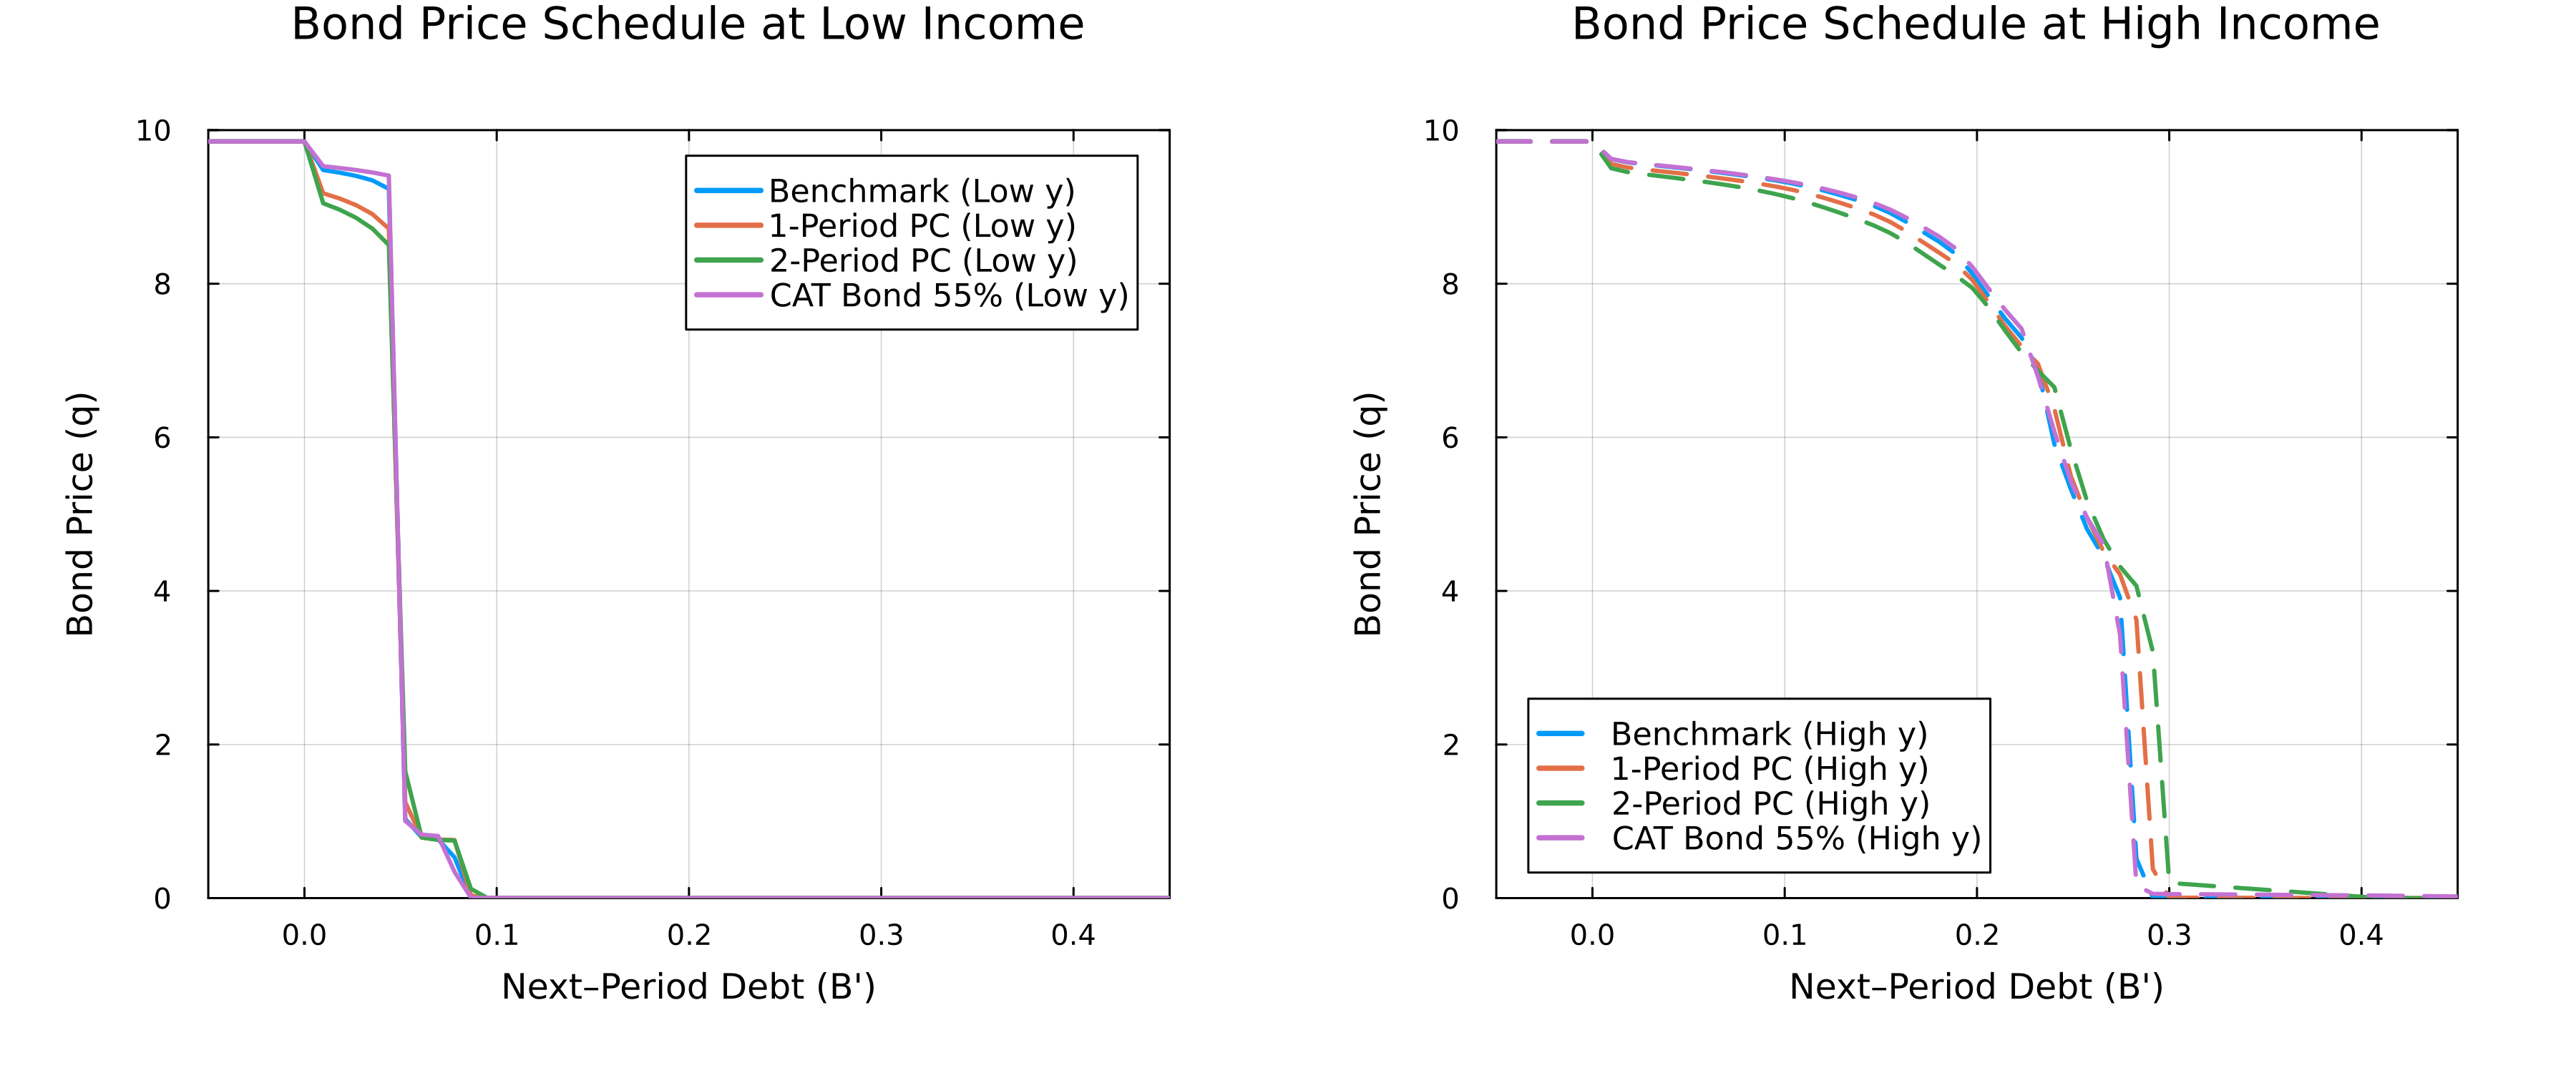 Bond Price Schedule at Low Income
10
8
6
4
2
0
Bond Price (q)
Benchmark (Low y)
1-Period PC (Low y)
2-Period PC (Low y)
CAT Bond 55% (Low y)
0.0 0.1 0.2 0.3 0.4
Next–Period Debt (B')
Bond Price Schedule at High Income
10
8
6
4
2
0
Bond Price (q)
Benchmark (High y)
1-Period PC (High y)
2-Period PC (High y)
CAT Bond 55% (High y)
0.0 0.1 0.2 0.3 0.4
Next–Period Debt (B')